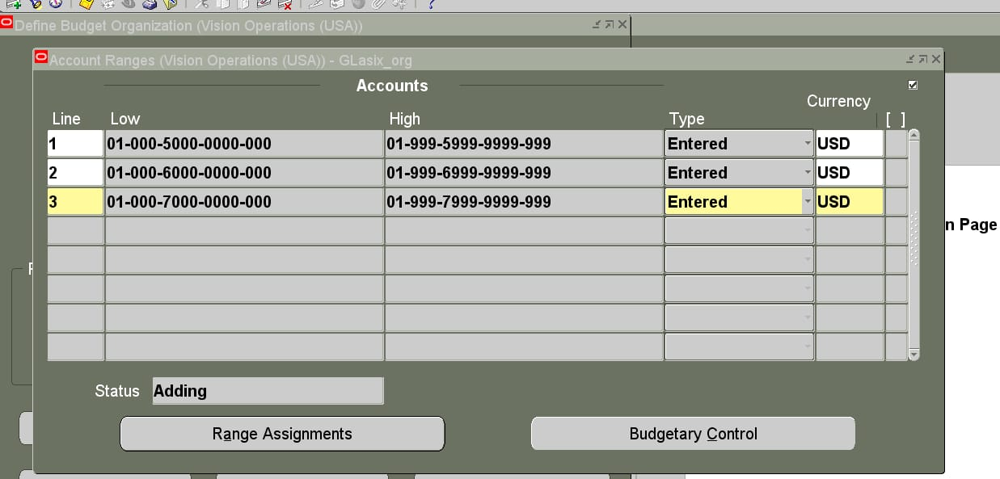 Define Budget Organization (Vision Operations (USA))
Account Ranges (Vision Operations (USA)) - GLasix_org
Accounts
Currency
Line Low High Type [ ]
1 01-000-5000-0000-000 01-999-5999-9999-999 Entered USD
2 01-000-6000-0000-000 01-999-6999-9999-999 Entered USD
3 01-000-7000-0000-000 01-999-7999-9999-999 Entered USD
n Page
Status Adding
Range Assignments Budgetary Control